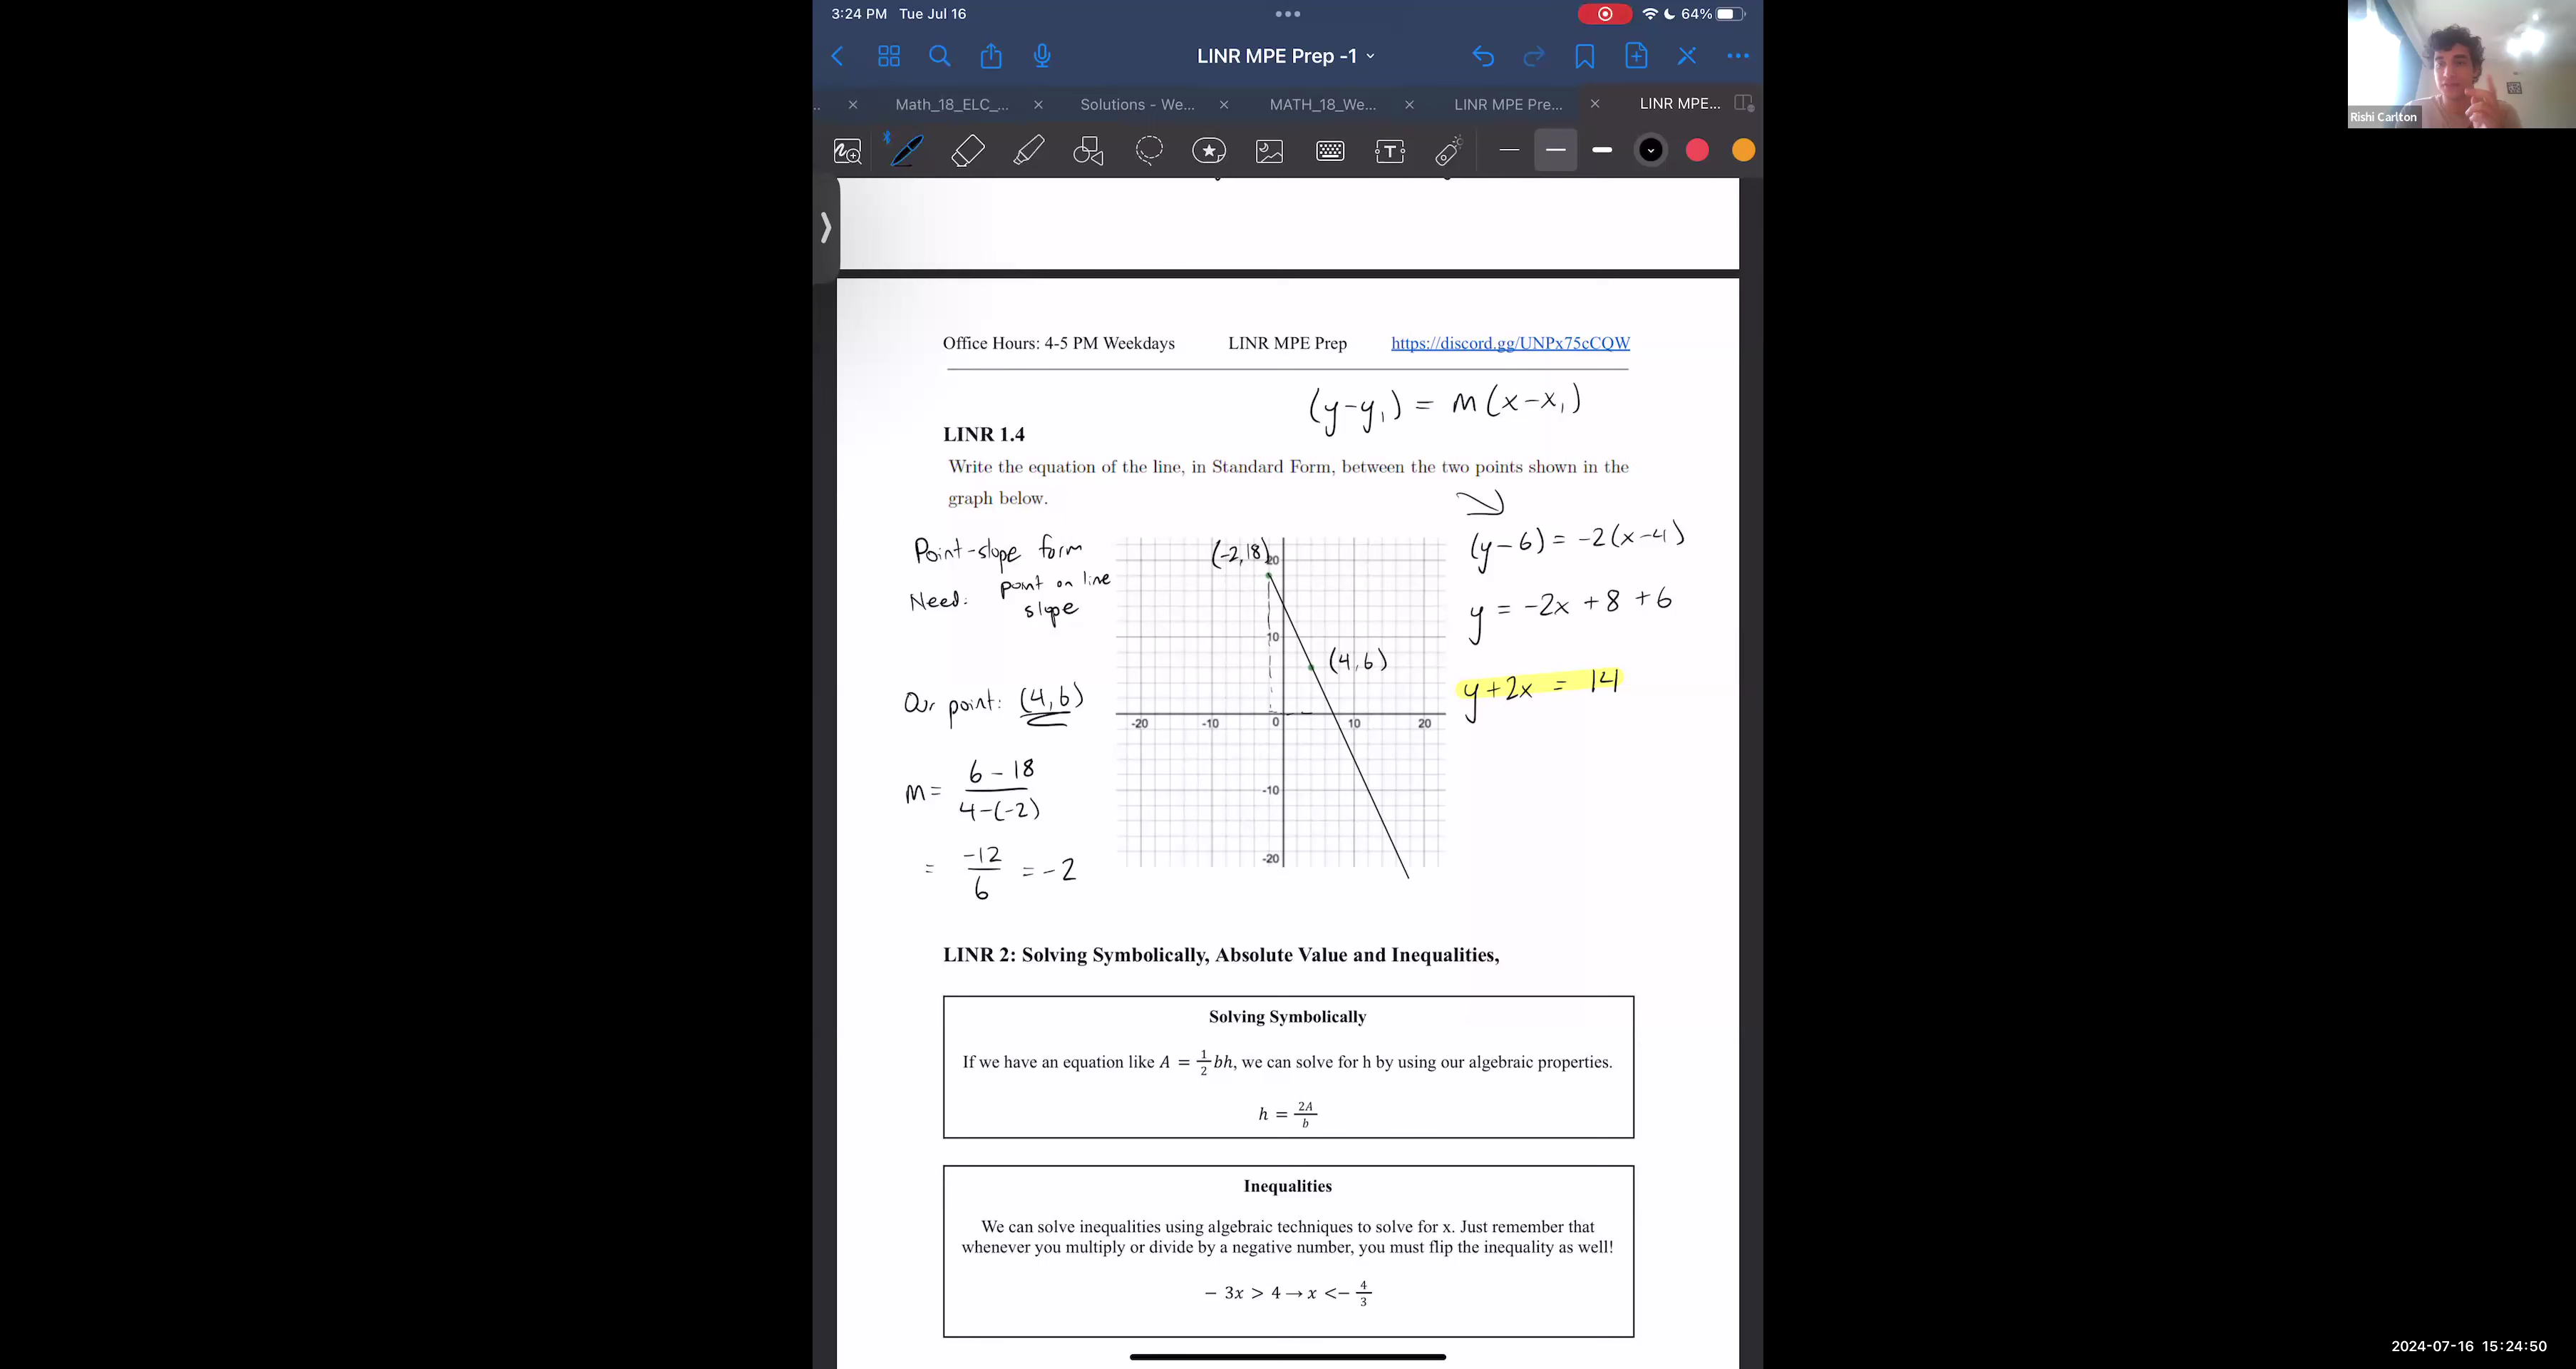 3:24 PM Tue Jul 16
64%
LINR MPE Prep -1
Math_18_ELC_...
Solutions - We...
MATH_18_We...
LINR MPE Pre...
LINR MPE...
Rishi Carlton
Office Hours: 4-5 PM Weekdays LINR MPE Prep https://discord.gg/UNPx75cCQW
(y-y₁) = m(x-x₁)
LINR 1.4
Write the equation of the line, in Standard Form, between the two points shown in the
graph below.
Point-slope form
Need: point on line
slope
Our point: (4,6)
m = \frac{6 - 18}{4-(-2)}
= \frac{-12}{6} = -2
(-2,18)
20
10
(4,6)
-20 -10 0 10 20
-10
-20
(y-6) = -2(x-4)
y = -2x +8 +6
y+2x = 14
LINR 2: Solving Symbolically, Absolute Value and Inequalities,
Solving Symbolically
If we have an equation like A = \frac{1}{2}bh, we can solve for h by using our algebraic properties.
h = \frac{2A}{b}
Inequalities
We can solve inequalities using algebraic techniques to solve for x. Just remember that
whenever you multiply or divide by a negative number, you must flip the inequality as well!
− 3x > 4 → x <− \frac{4}{3}
2024-07-16 15:24:50